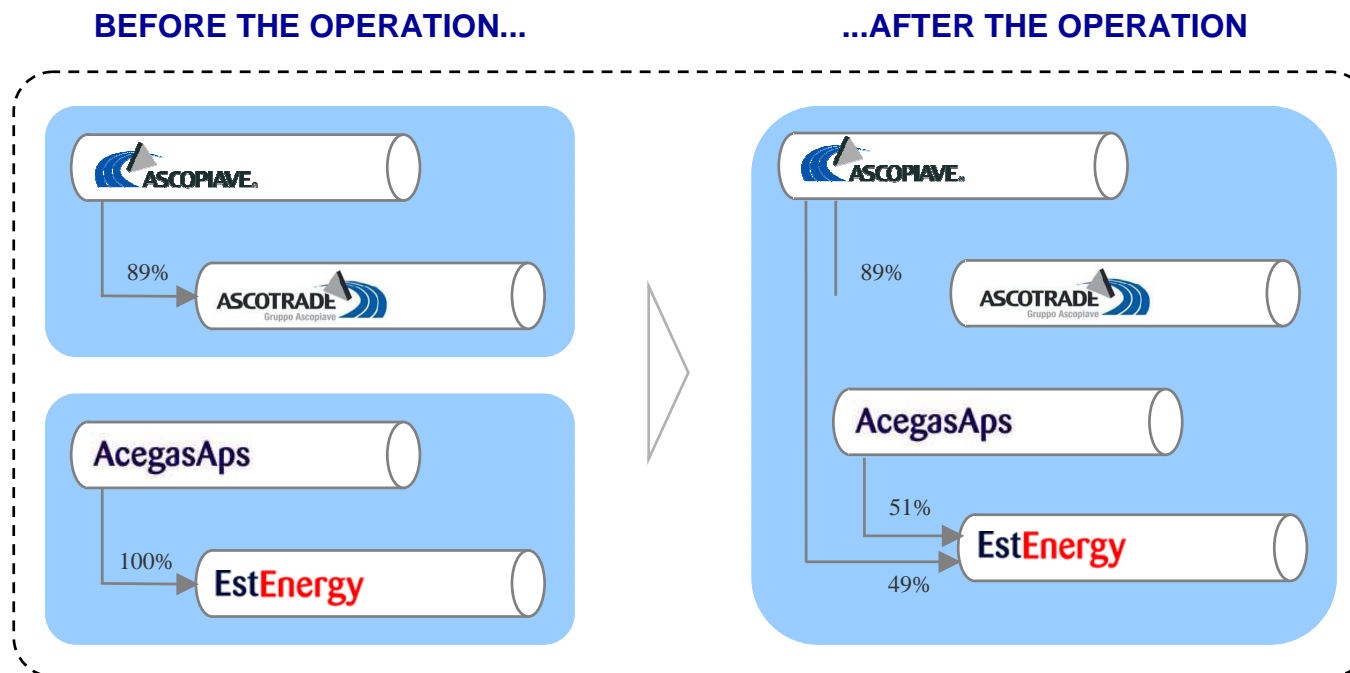 BEFORE THE OPERATION...
...AFTER THE OPERATION
ASCOPIAVE
89%
ASCOTRADE
Gruppo Ascopiave
AcegasAps
100%
EstEnergy
ASCOPIAVE
89%
ASCOTRADE
Gruppo Ascopiave
AcegasAps
51%
EstEnergy
49%